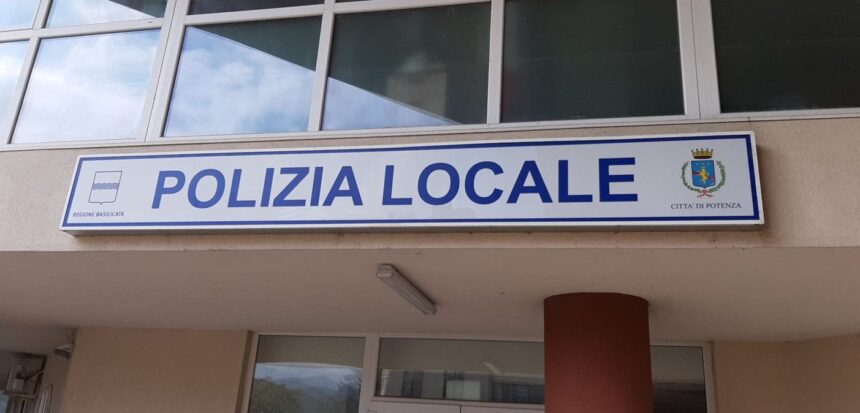 POLIZIA LOCALE
REGIONE BASILICATA
CITTA' DI POTENZA